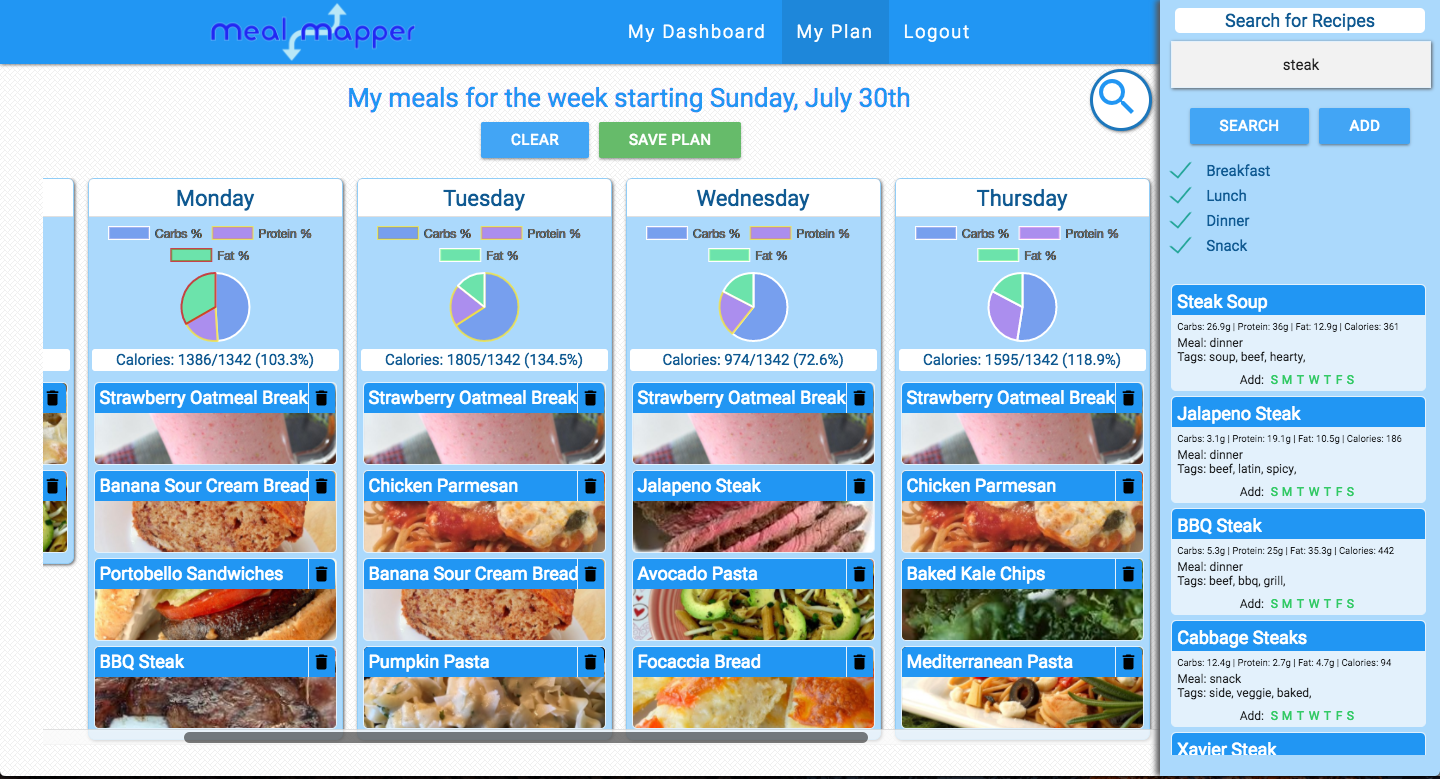 meal mapper
My Dashboard My Plan Logout
My meals for the week starting Sunday, July 30th
CLEAR SAVE PLAN
Monday
Carbs % Protein %
Fat %
Calories: 1386/1342 (103.3%)
Strawberry Oatmeal Break
Banana Sour Cream Bread
Portobello Sandwiches
BBQ Steak
Tuesday
Carbs % Protein %
Fat %
Calories: 1805/1342 (134.5%)
Strawberry Oatmeal Break
Chicken Parmesan
Banana Sour Cream Bread
Pumpkin Pasta
Wednesday
Carbs % Protein %
Fat %
Calories: 974/1342 (72.6%)
Strawberry Oatmeal Break
Jalapeno Steak
Avocado Pasta
Focaccia Bread
Thursday
Carbs % Protein %
Fat %
Calories: 1595/1342 (118.9%)
Strawberry Oatmeal Break
Chicken Parmesan
Baked Kale Chips
Mediterranean Pasta
Search for Recipes
steak
SEARCH ADD
Breakfast
Lunch
Dinner
Snack
Steak Soup
Carbs: 26.9g | Protein: 36g | Fat: 12.9g | Calories: 361
Meal: dinner
Tags: soup, beef, hearty,
Add: S M T W T F S
Jalapeno Steak
Carbs: 3.1g | Protein: 19.1g | Fat: 10.5g | Calories: 186
Meal: dinner
Tags: beef, latin, spicy,
Add: S M T W T F S
BBQ Steak
Carbs: 5.3g | Protein: 25g | Fat: 35.3g | Calories: 442
Meal: dinner
Tags: beef, bbq, grill,
Add: S M T W T F S
Cabbage Steaks
Carbs: 12.4g | Protein: 2.7g | Fat: 4.7g | Calories: 94
Meal: snack
Tags: side, veggie, baked,
Add: S M T W T F S
Xavier Steak